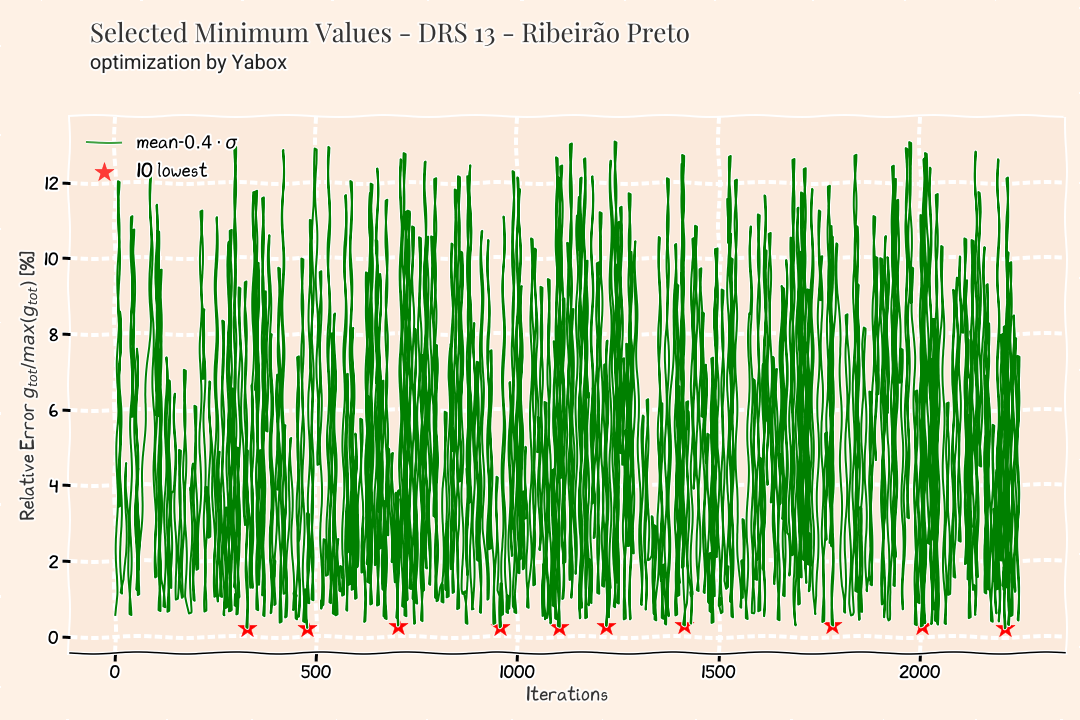 Selected Minimum Values - DRS 13 - Ribeirão Preto
optimization by Yabox
mean-0.4 · σ
10 lowest
Relative Error g_tot/max(g_tot) [%]
12
10
8
6
4
2
0
0 500 1000 1500 2000
Iterations